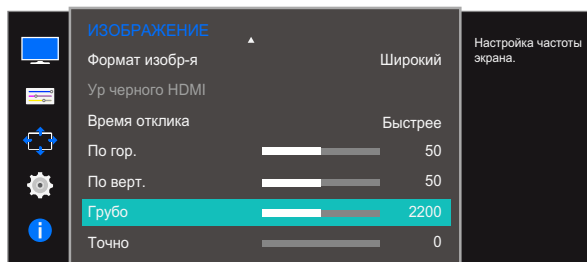 ИЗОБРАЖЕНИЕ
Формат изобр-я Широкий
Ур черного HDMI
Время отклика Быстрее
По гор. 50
По верт. 50
Грубо 2200
Точно 0
Настройка частоты
экрана.